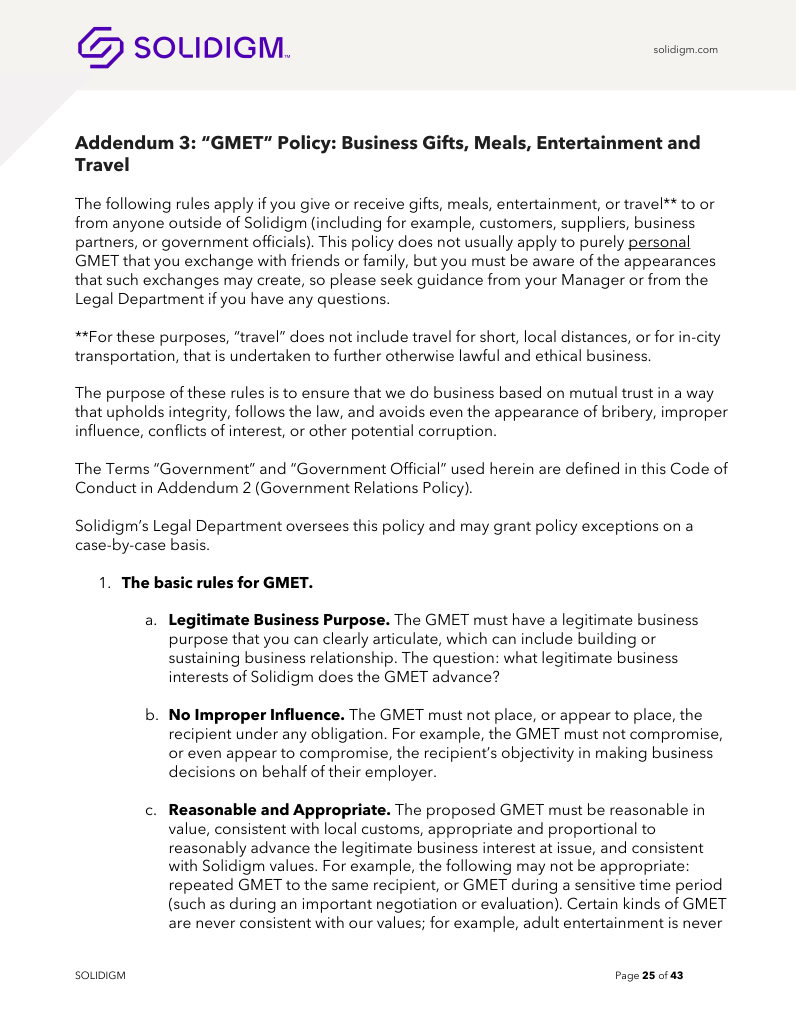 SOLIDIGM™
solidigm.com
Addendum 3: “GMET” Policy: Business Gifts, Meals, Entertainment and
Travel
The following rules apply if you give or receive gifts, meals, entertainment, or travel** to or
from anyone outside of Solidigm (including for example, customers, suppliers, business
partners, or government officials). This policy does not usually apply to purely personal
GMET that you exchange with friends or family, but you must be aware of the appearances
that such exchanges may create, so please seek guidance from your Manager or from the
Legal Department if you have any questions.
**For these purposes, “travel” does not include travel for short, local distances, or for in-city
transportation, that is undertaken to further otherwise lawful and ethical business.
The purpose of these rules is to ensure that we do business based on mutual trust in a way
that upholds integrity, follows the law, and avoids even the appearance of bribery, improper
influence, conflicts of interest, or other potential corruption.
The Terms “Government” and “Government Official” used herein are defined in this Code of
Conduct in Addendum 2 (Government Relations Policy).
Solidigm’s Legal Department oversees this policy and may grant policy exceptions on a
case-by-case basis.
1. The basic rules for GMET.
a. Legitimate Business Purpose. The GMET must have a legitimate business
purpose that you can clearly articulate, which can include building or
sustaining business relationship. The question: what legitimate business
interests of Solidigm does the GMET advance?
b. No Improper Influence. The GMET must not place, or appear to place, the
recipient under any obligation. For example, the GMET must not compromise,
or even appear to compromise, the recipient’s objectivity in making business
decisions on behalf of their employer.
c. Reasonable and Appropriate. The proposed GMET must be reasonable in
value, consistent with local customs, appropriate and proportional to
reasonably advance the legitimate business interest at issue, and consistent
with Solidigm values. For example, the following may not be appropriate:
repeated GMET to the same recipient, or GMET during a sensitive time period
(such as during an important negotiation or evaluation). Certain kinds of GMET
are never consistent with our values; for example, adult entertainment is never
SOLIDIGM
Page 25 of 43